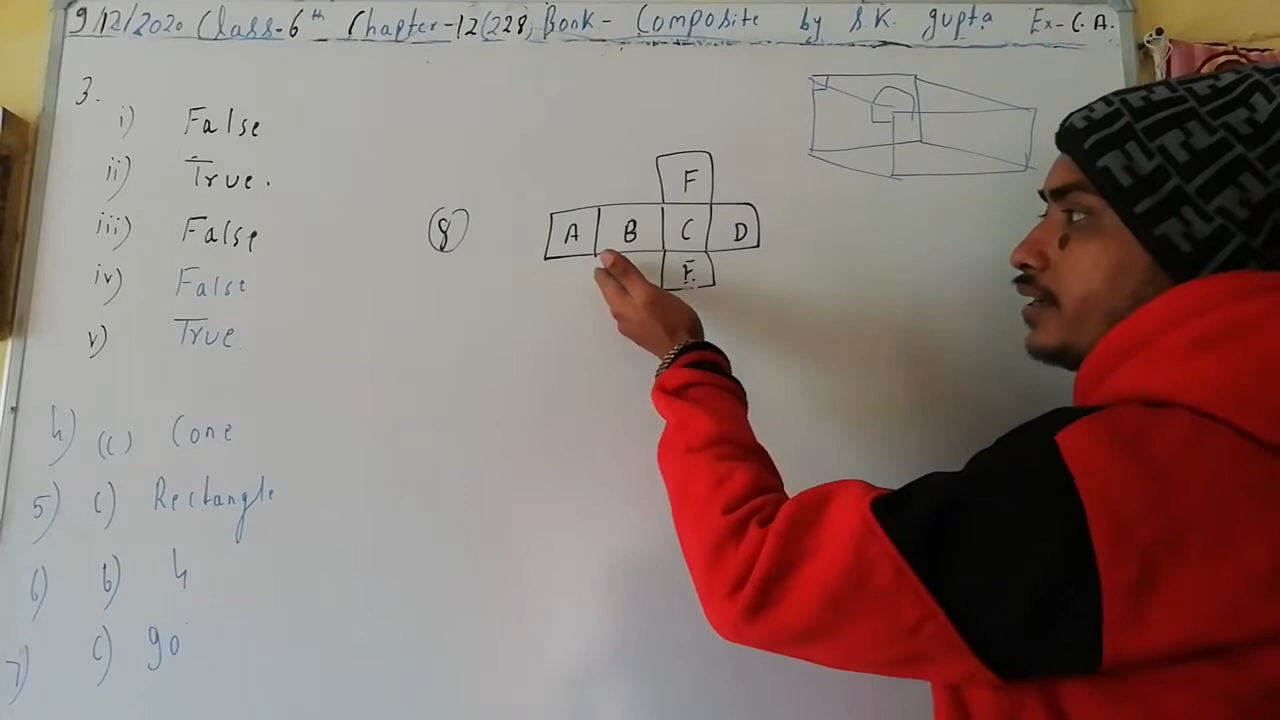 9/12/2020 Class-6th Chapter-12(228) Book- Composite by S.K. gupta Ex-C.A.
3.
i) False
ii) True.
iii) False
iv) False
v) True.
8
F
A B C D
E
4) (C) Cone
5) C) Rectangle
6) b) 4
7) C) 90